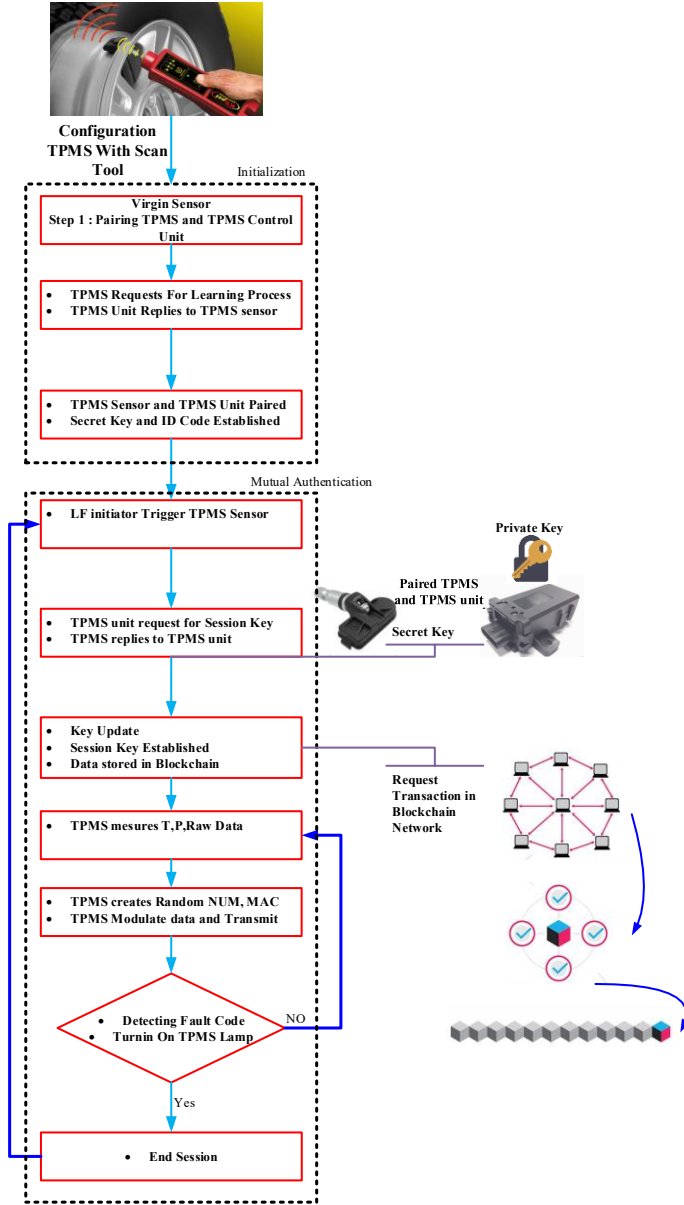 Configuration
TPMS With Scan
Tool
Initialization
Virgin Sensor
Step 1 : Pairing TPMS and TPMS Control
Unit
• TPMS Requests For Learning Process
• TPMS Unit Replies to TPMS sensor
• TPMS Sensor and TPMS Unit Paired
• Secret Key and ID Code Established
Mutual Authentication
• LF initiator Trigger TPMS Sensor
Private Key
Paired TPMS
and TPMS unit
Secret Key
• TPMS unit request for Session Key
• TPMS replies to TPMS unit
• Key Update
• Session Key Established
• Data stored in Blockchain
Request
Transaction in
Blockchain
Network
• TPMS mesures T,P,Raw Data
• TPMS creates Random NUM, MAC
• TPMS Modulate data and Transmit
• Detecting Fault Code
• Turnin On TPMS Lamp
NO
Yes
• End Session